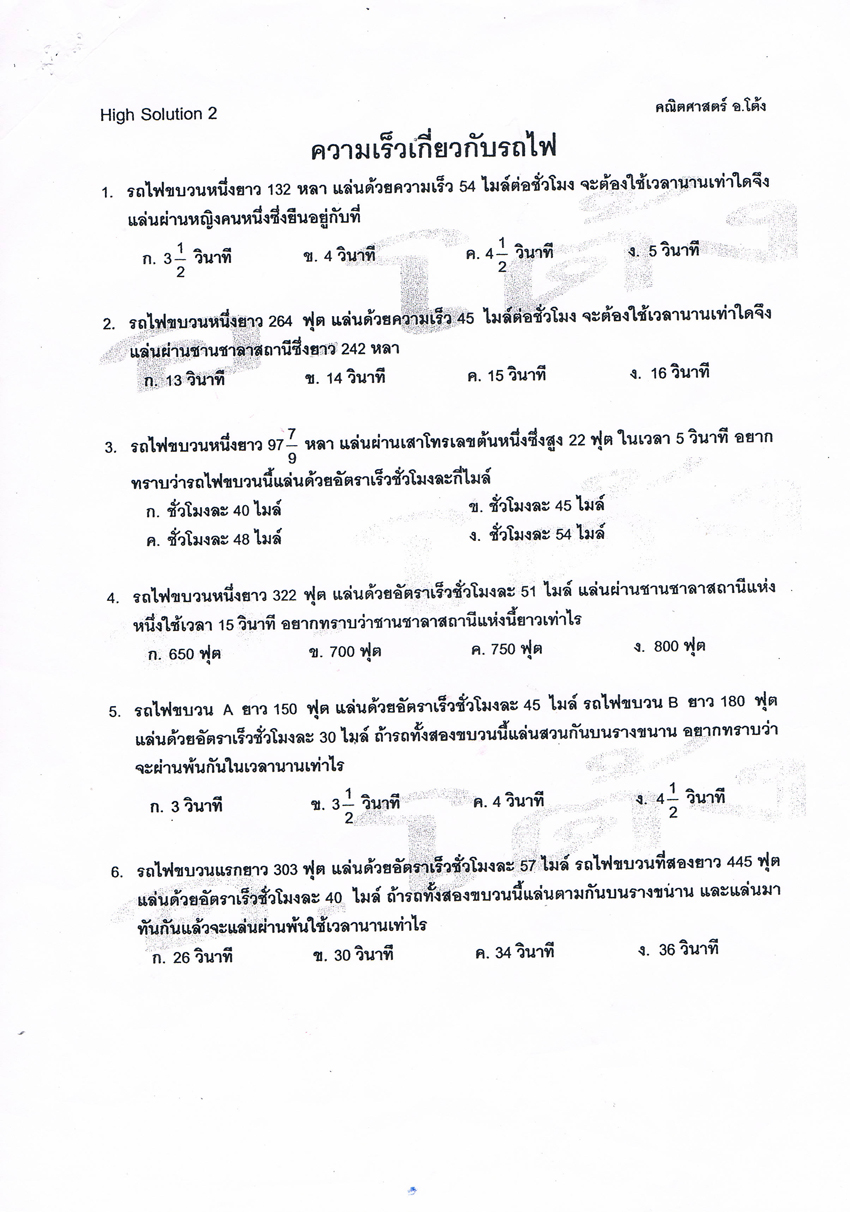 High Solution 2
คณิตศาสตร์ อ.โต้ง
ความเร็วเกี่ยวกับรถไฟ
1. รถไฟขบวนหนึ่งยาว 132 หลา แล่นด้วยความเร็ว 54 ไมล์ต่อชั่วโมง จะต้องใช้เวลานานเท่าใดจึง
แล่นผ่านหญิงคนหนึ่งซึ่งยืนอยู่กับที่
ก. 3 1/2 วินาที ข. 4 วินาที ค. 4 1/2 วินาที ง. 5 วินาที
2. รถไฟขบวนหนึ่งยาว 264 ฟุต แล่นด้วยความเร็ว 45 ไมล์ต่อชั่วโมง จะต้องใช้เวลานานเท่าใดจึง
แล่นผ่านชานชาลาสถานีซึ่งยาว 242 หลา
ก. 13 วินาที ข. 14 วินาที ค. 15 วินาที ง. 16 วินาที
3. รถไฟขบวนหนึ่งยาว 97 7/9 หลา แล่นผ่านเสาโทรเลขต้นหนึ่งซึ่งสูง 22 ฟุต ในเวลา 5 วินาที อยาก
ทราบว่ารถไฟขบวนนี้แล่นด้วยอัตราเร็วชั่วโมงละกี่ไมล์
ก. ชั่วโมงละ 40 ไมล์ ข. ชั่วโมงละ 45 ไมล์
ค. ชั่วโมงละ 48 ไมล์ ง. ชั่วโมงละ 54 ไมล์
4. รถไฟขบวนหนึ่งยาว 322 ฟุต แล่นด้วยอัตราเร็วชั่วโมงละ 51 ไมล์ แล่นผ่านชานชาลาสถานีแห่ง
หนึ่งใช้เวลา 15 วินาที อยากทราบว่าชานชาลาสถานีแห่งนี้ยาวเท่าไร
ก. 650 ฟุต ข. 700 ฟุต ค. 750 ฟุต ง. 800 ฟุต
5. รถไฟขบวน A ยาว 150 ฟุต แล่นด้วยอัตราเร็วชั่วโมงละ 45 ไมล์ รถไฟขบวน B ยาว 180 ฟุต
แล่นด้วยอัตราเร็วชั่วโมงละ 30 ไมล์ ถ้ารถทั้งสองขบวนนี้แล่นสวนกันบนรางขนาน อยากทราบว่า
จะผ่านพ้นกันในเวลานานเท่าไร
ก. 3 วินาที ข. 3 1/2 วินาที ค. 4 วินาที ง. 4 1/2 วินาที
6. รถไฟขบวนแรกยาว 303 ฟุต แล่นด้วยอัตราเร็วชั่วโมงละ 57 ไมล์ รถไฟขบวนที่สองยาว 445 ฟุต
แล่นด้วยอัตราเร็วชั่วโมงละ 40 ไมล์ ถ้ารถทั้งสองขบวนนี้แล่นตามกันบนรางขนาน และแล่นมา
ทันกันแล้วจะแล่นผ่านพ้นใช้เวลานานเท่าไร
ก. 26 วินาที ข. 30 วินาที ค. 34 วินาที ง. 36 วินาที